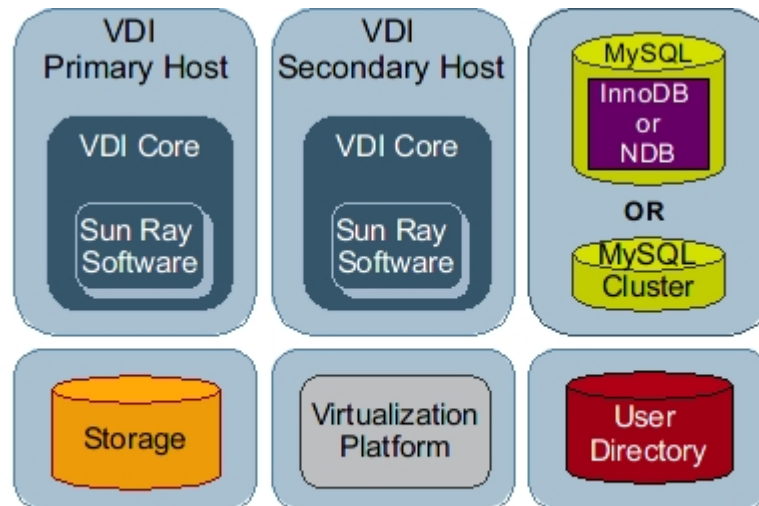 VDI
Primary Host
VDI Core
Sun Ray
Software
VDI
Secondary Host
VDI Core
Sun Ray
Software
MySQL
InnoDB
or
NDB
OR
MySQL
Cluster
Storage
Virtualization
Platform
User
Directory